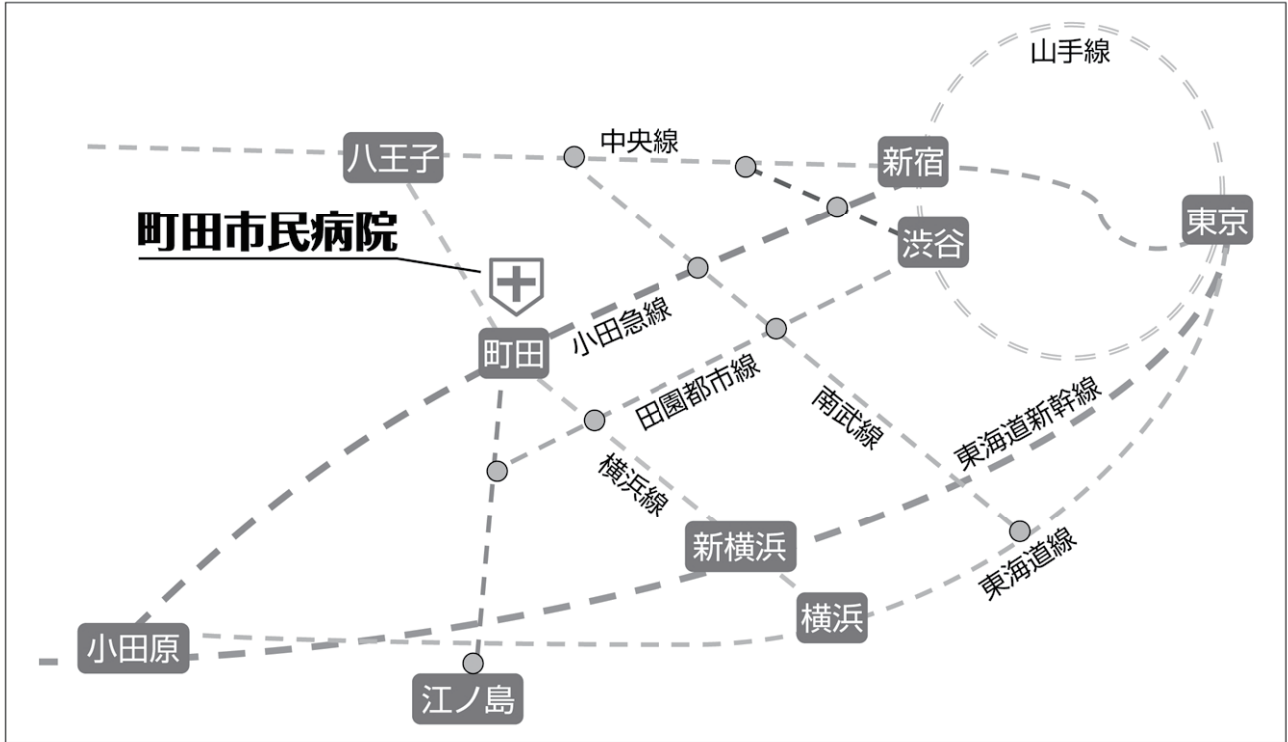 山手線
中央線
八王子
新宿
東京
町田市民病院
渋谷
小田急線
町田
田園都市線
南武線
東海道新幹線
横浜線
新横浜
東海道線
横浜
小田原
江ノ島